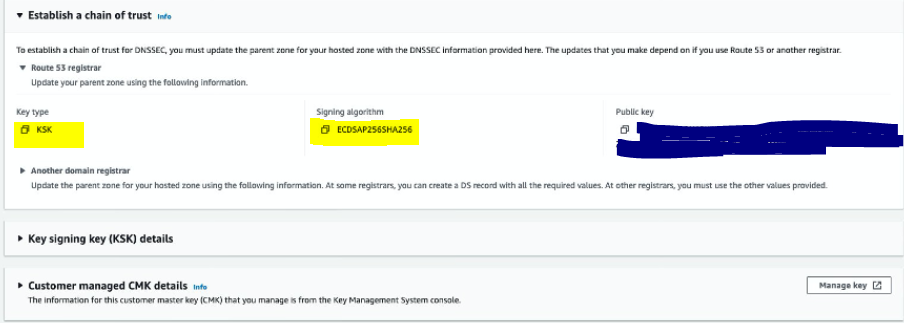 Establish a chain of trust Info
To establish a chain of trust for DNSSEC, you must update the parent zone for your hosted zone with the DNSSEC information provided here. The updates that you make depend on if you use Route 53 or another registrar.
Route 53 registrar
Update your parent zone using the following information.
Key type Signing algorithm Public key
KSK ECDSAP256SHA256
Another domain registrar
Update the parent zone for your hosted zone using the following information. At some registrars, you can create a DS record with all the required values. At other registrars, you must use the other values provided.
Key signing key (KSK) details
Customer managed CMK details Info Manage key
The information for this customer master key (CMK) that you manage is from the Key Management System console.